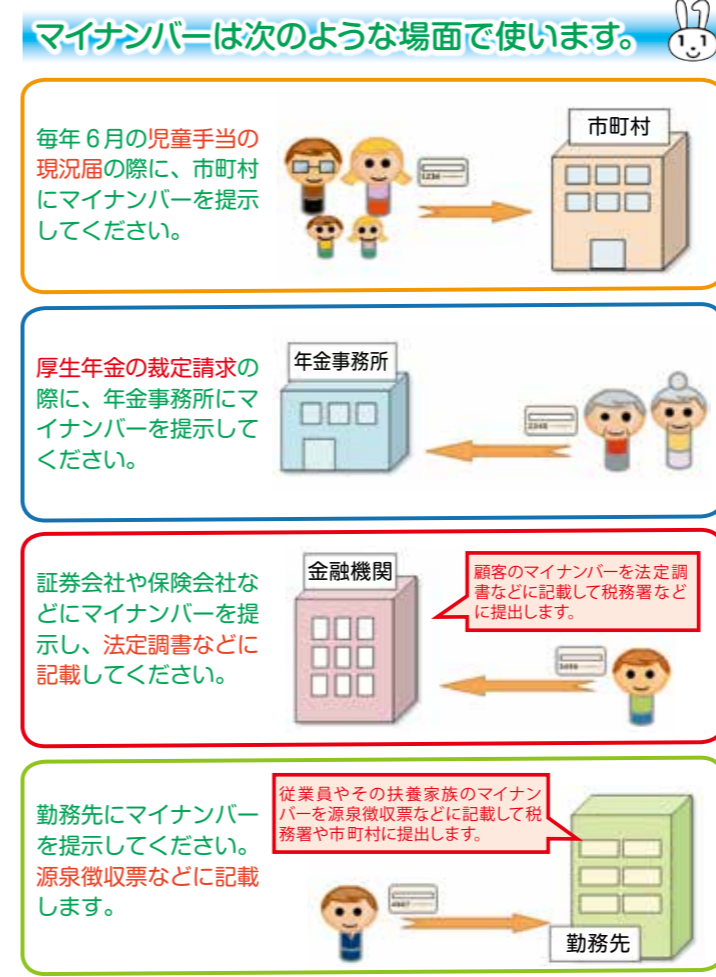 マイナンバーは次のような場面で使います。
毎年6月の児童手当の
現況届の際に、市町村
にマイナンバーを提示
してください。
市町村
厚生年金の裁定請求の
際に、年金事務所にマ
イナンバーを提示して
ください。
年金事務所
証券会社や保険会社な
どにマイナンバーを提
示し、法定調書などに
記載してください。
金融機関
顧客のマイナンバーを法定調
書などに記載して税務署など
に提出します。
勤務先にマイナンバー
を提示してください。
源泉徴収票などに記載
します。
従業員やその扶養家族のマイナン
バーを源泉徴収票などに記載して税
務署や市町村に提出します。
勤務先